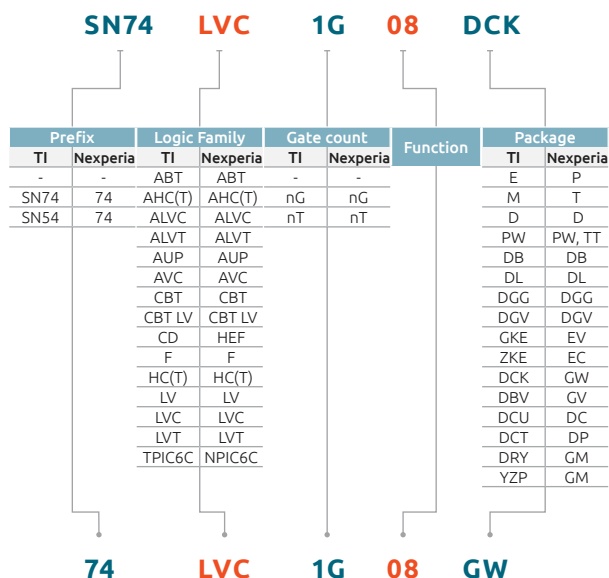 SN74 LVC 1G 08 DCK
Prefix Logic Family Gate count Function Package
TI Nexperia TI Nexperia TI Nexperia TI Nexperia
- - ABT ABT - - E P
SN74 74 AHC(T) AHC(T) nG nG M T
SN54 74 ALVC ALVC nT nT D D
ALVT ALVT PW PW, TT
AUP AUP DB DB
AVC AVC DL DL
CBT CBT DGG DGG
CBT LV CBT LV DGV DGV
CD HEF GKE EV
F F ZKE EC
HC(T) HC(T) DCK GW
LV LV DBV GV
LVC LVC DCU DC
LVT LVT DCT DP
TPIC6C NPIC6C DRY GM
YZP GM
74 LVC 1G 08 GW